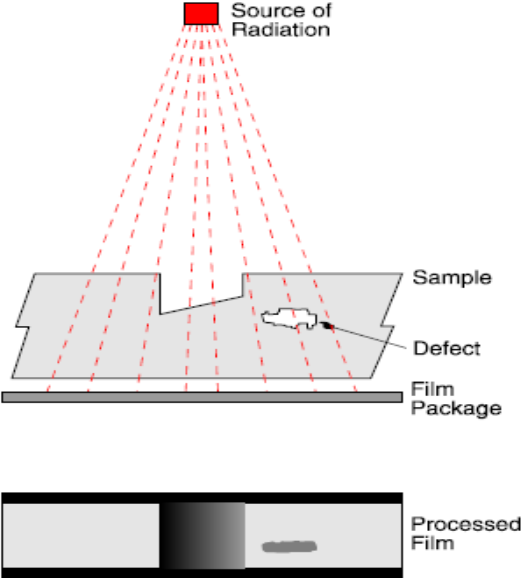 Source of
Radiation
Sample
Defect
Film
Package
Processed
Film